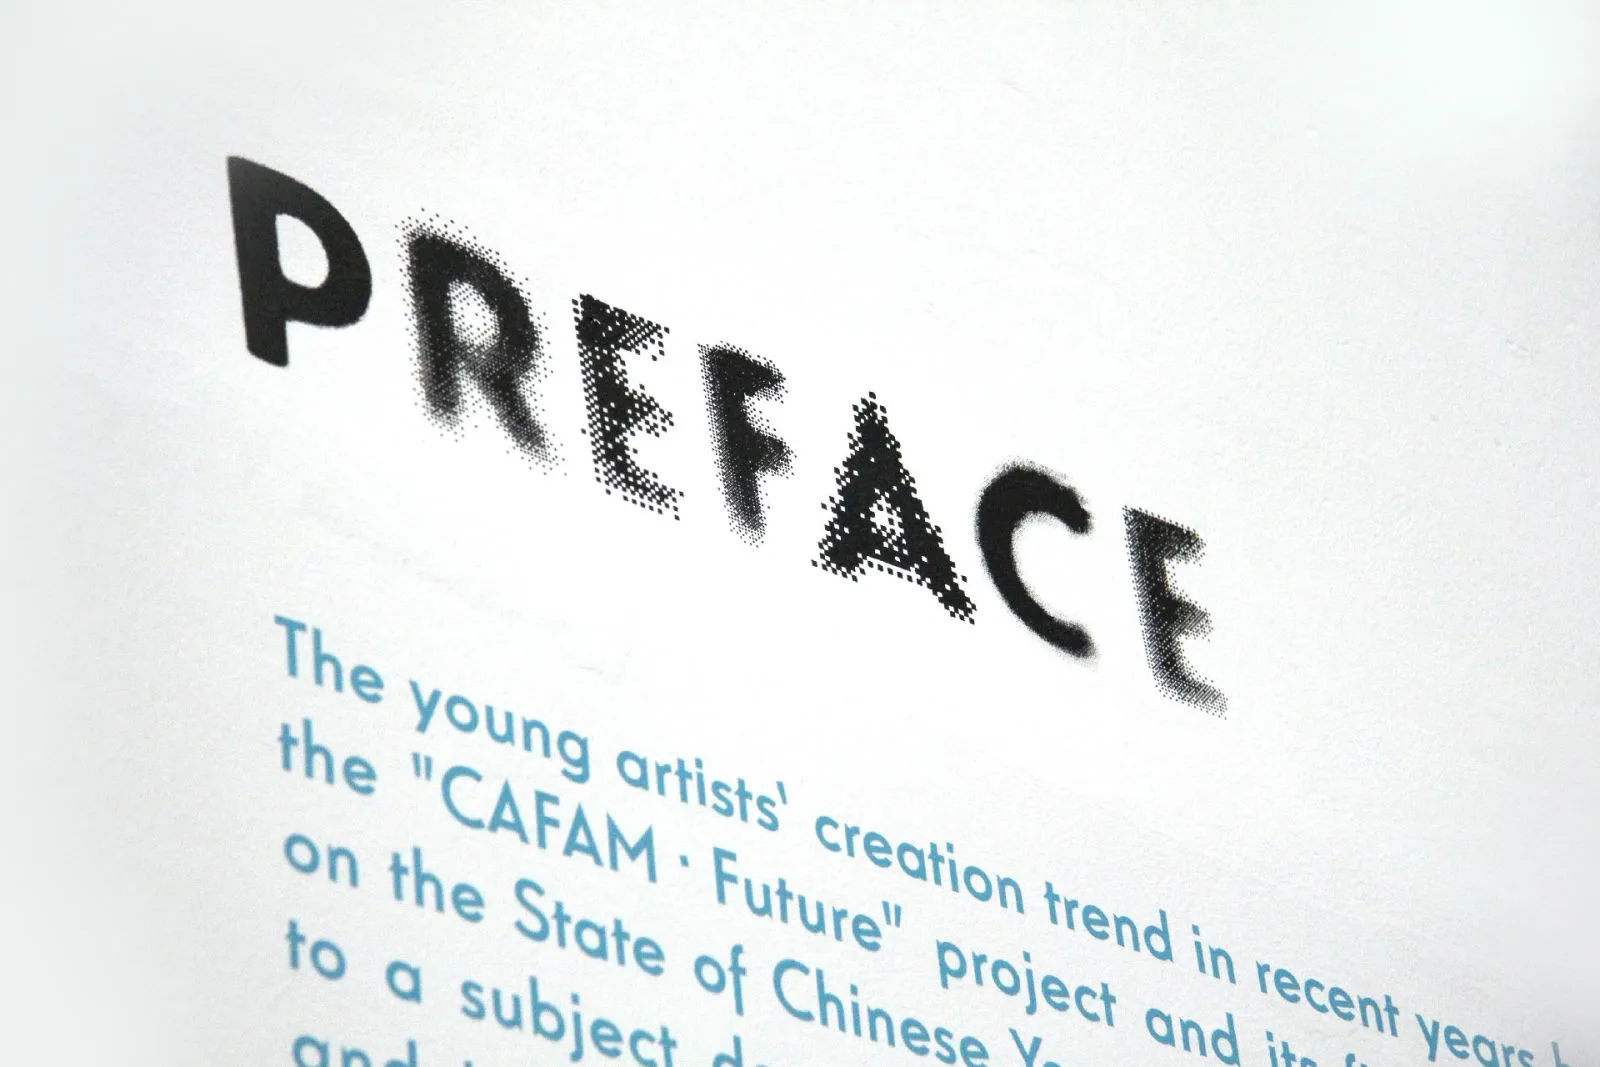 PREFACE
The young artists' creation trend in recent years
the "CAFAM · Future" project and its
on the State of Chinese
to a subject
and